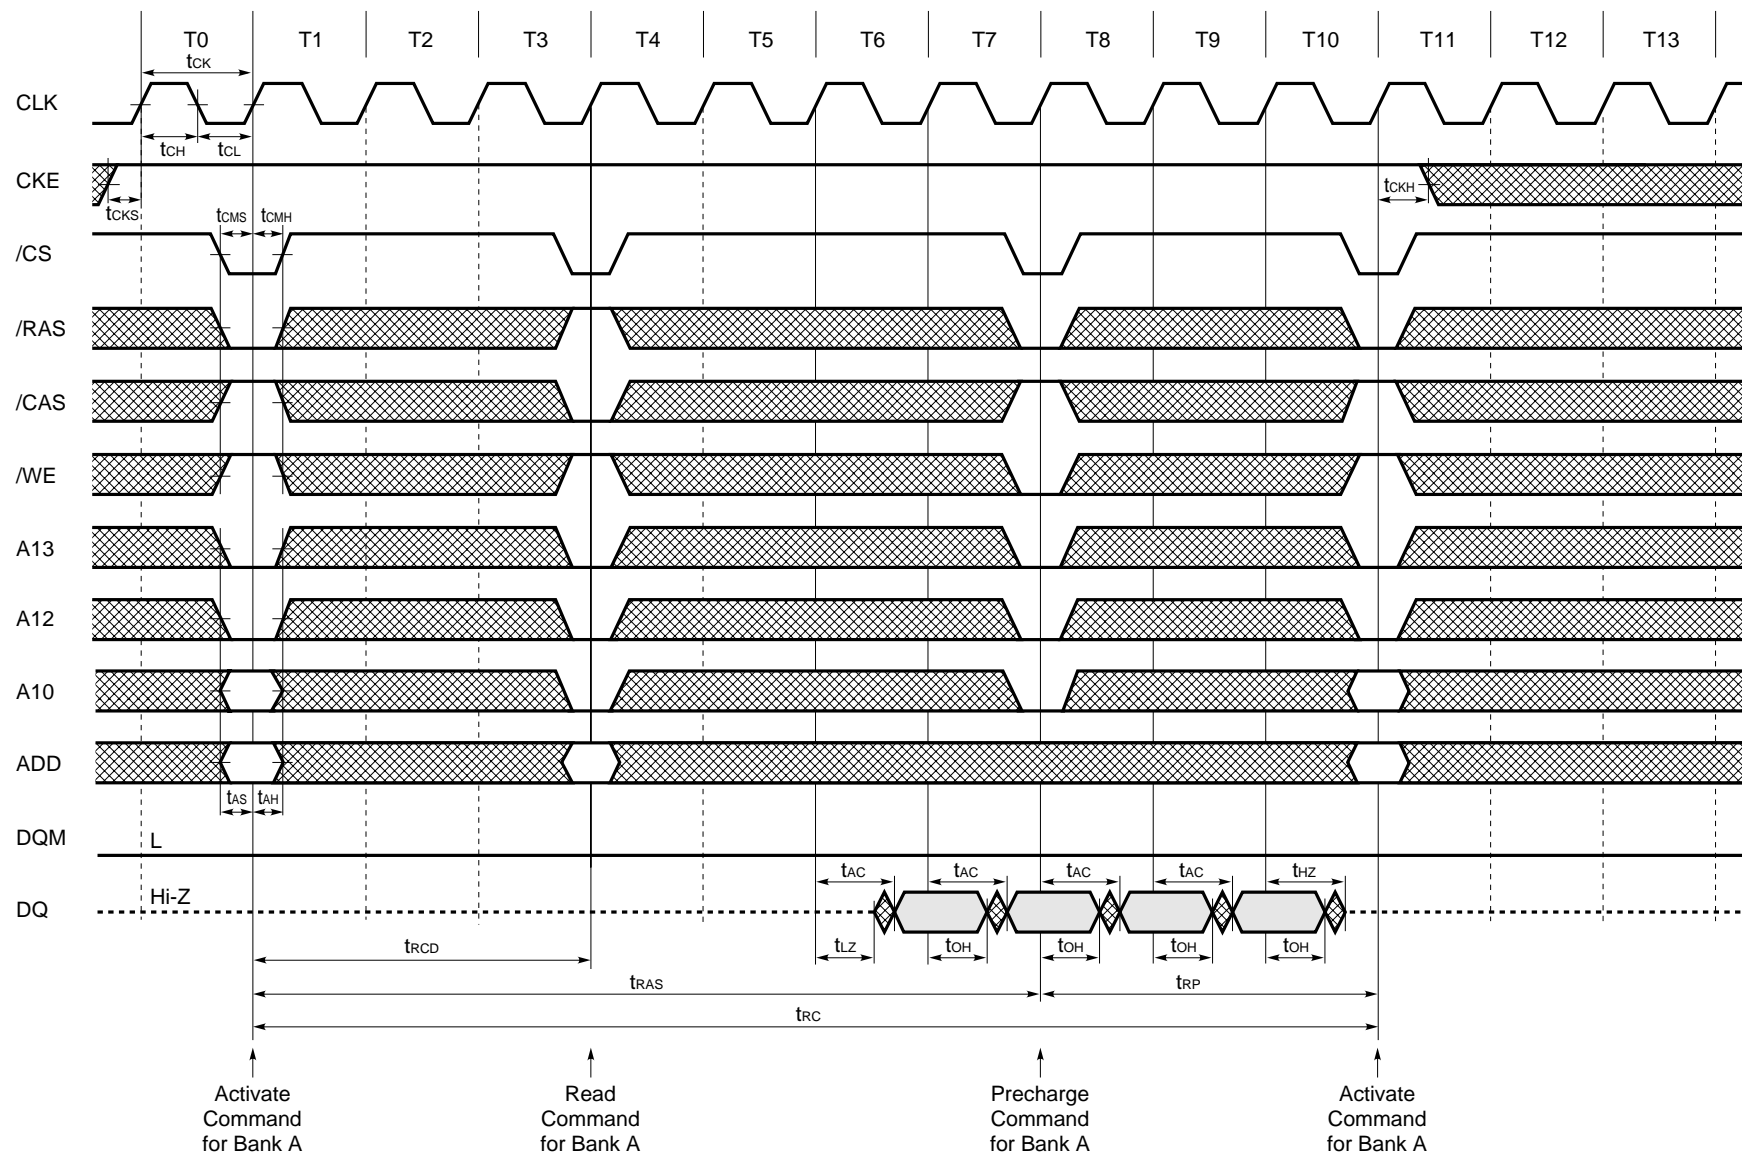 T0 T1 T2 T3 T4 T5 T6 T7 T8 T9 T10 T11 T12 T13
tCK
CLK
tCH tCL
CKE
tCKS tCKH
tCMS tCMH
/CS
/RAS
/CAS
/WE
A13
A12
A10
ADD
tAS tAH
DQM L
tAC tAC tAC tAC tHZ
DQ Hi-Z
tLZ tOH tOH tOH tOH
tRCD
tRAS tRP
tRC
Activate Command for Bank A
Read Command for Bank A
Precharge Command for Bank A
Activate Command for Bank A